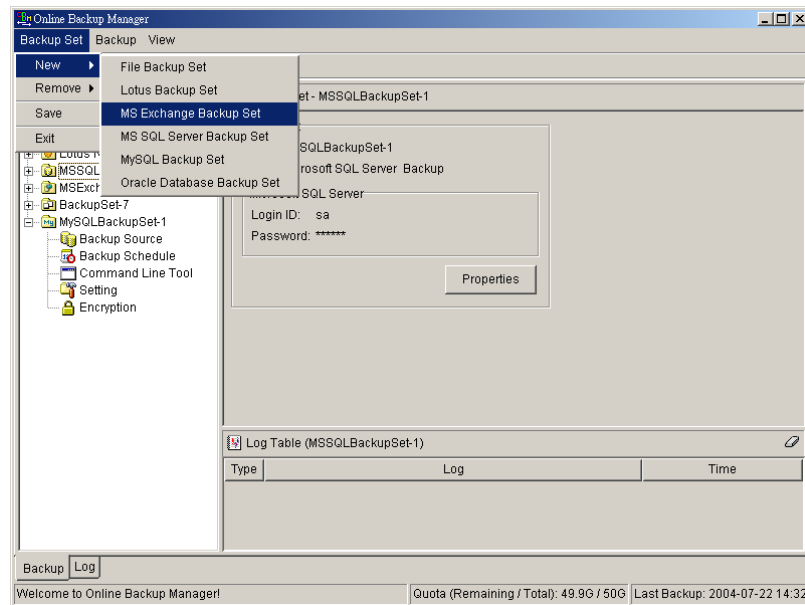 Online Backup Manager
Backup Set Backup View
New
Remove
Save
Exit
File Backup Set
Lotus Backup Set
MS Exchange Backup Set
MS SQL Server Backup Set
MySQL Backup Set
Oracle Database Backup Set
et - MSSQLBackupSet-1
SQLBackupSet-1
rosoft SQL Server Backup
SQL Server
Login ID: sa
Password: ******
Properties
Lotus
MSSQL
MSExch
BackupSet-7
MySQLBackupSet-1
Backup Source
Backup Schedule
Command Line Tool
Setting
Encryption
Log Table (MSSQLBackupSet-1)
Type Log Time
Backup Log
Welcome to Online Backup Manager! Quota (Remaining / Total): 49.9G / 50G Last Backup: 2004-07-22 14:32